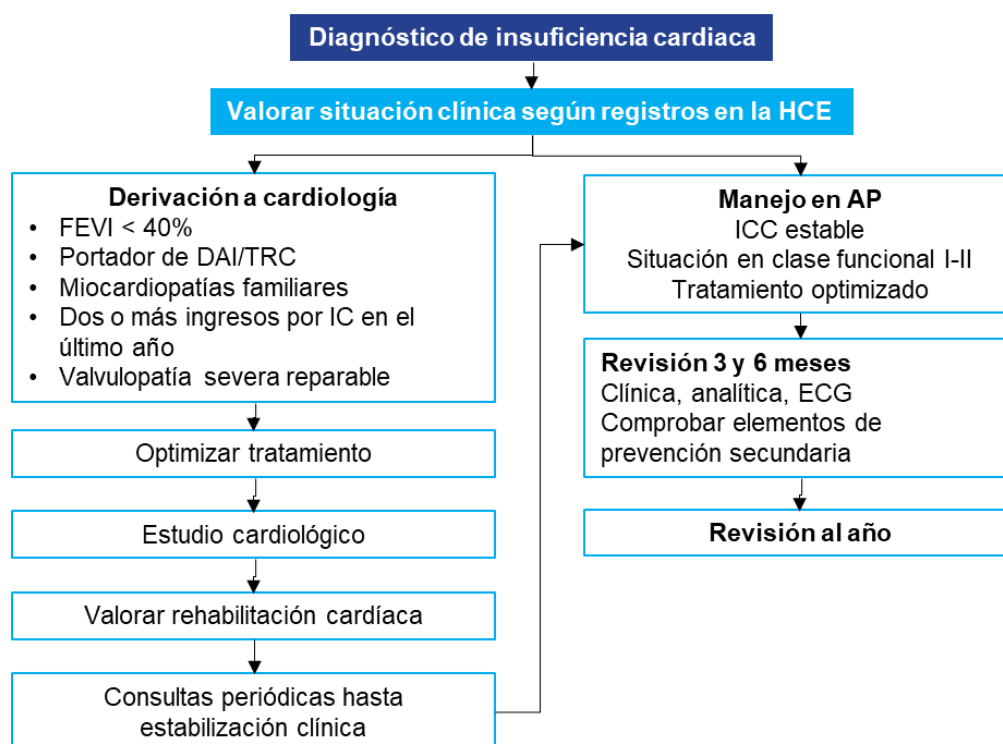 Diagnóstico de insuficiencia cardiaca
Valorar situación clínica según registros en la HCE
Derivación a cardiología
• FEVI < 40%
• Portador de DAI/TRC
• Miocardiopatías familiares
• Dos o más ingresos por IC en el
último año
• Valvulopatía severa reparable
Optimizar tratamiento
Estudio cardiológico
Valorar rehabilitación cardíaca
Consultas periódicas hasta
estabilización clínica
Manejo en AP
ICC estable
Situación en clase funcional I-II
Tratamiento optimizado
Revisión 3 y 6 meses
Clínica, analítica, ECG
Comprobar elementos de
prevención secundaria
Revisión al año